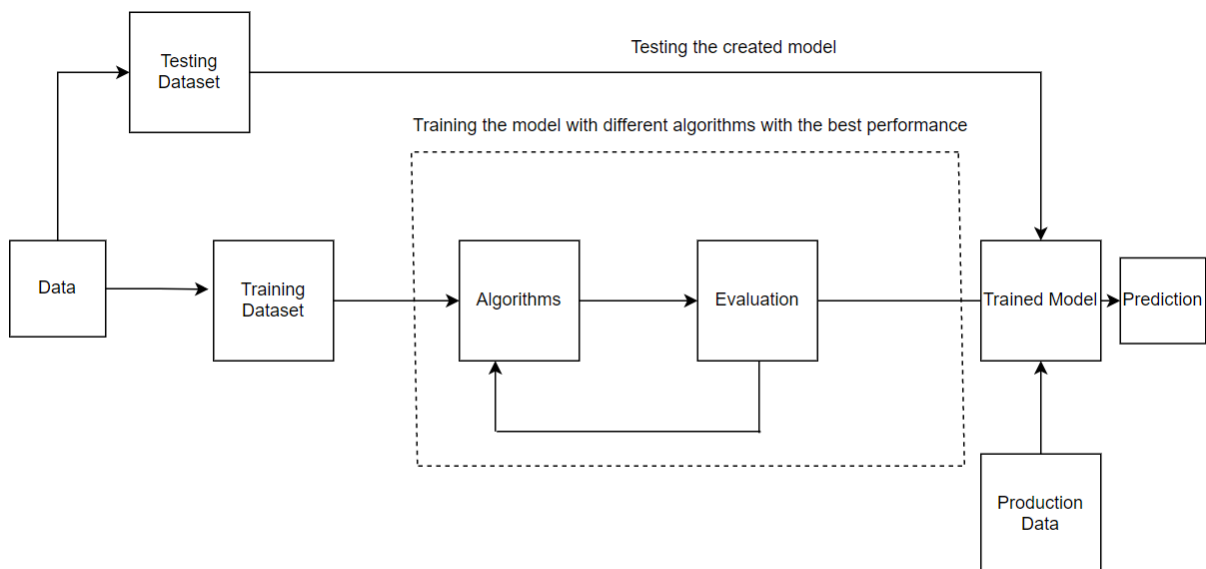 Testing
Dataset
Testing the created model
Training the model with different algorithms with the best performance
Data
Training
Dataset
Algorithms
Evaluation
Trained Model
Prediction
Production
Data